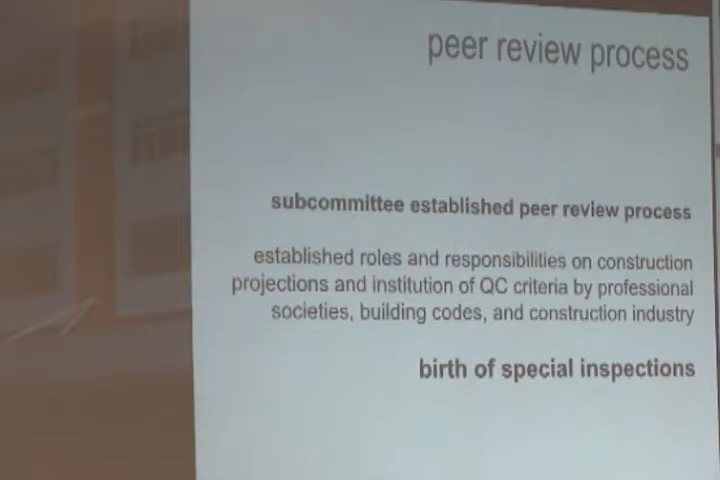 peer review process
subcommittee established peer review process
established roles and responsibilities on construction
projections and institution of QC criteria by professional
societies, building codes, and construction industry
birth of special inspections